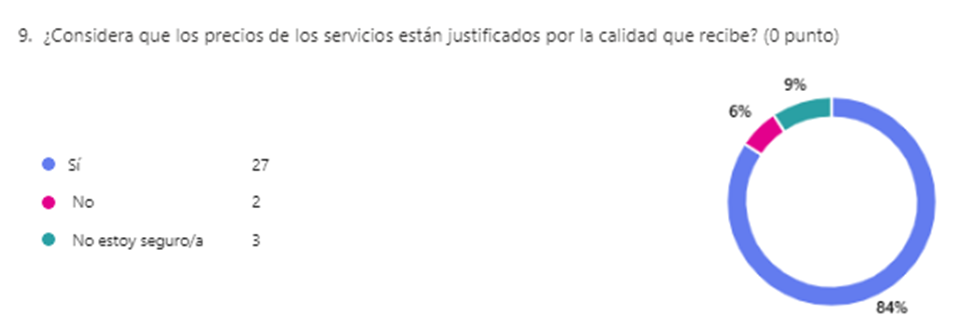 9. ¿Considera que los precios de los servicios están justificados por la calidad que recibe? (0 punto)
9%
6%
Sí 27
No 2
No estoy seguro/a 3
84%